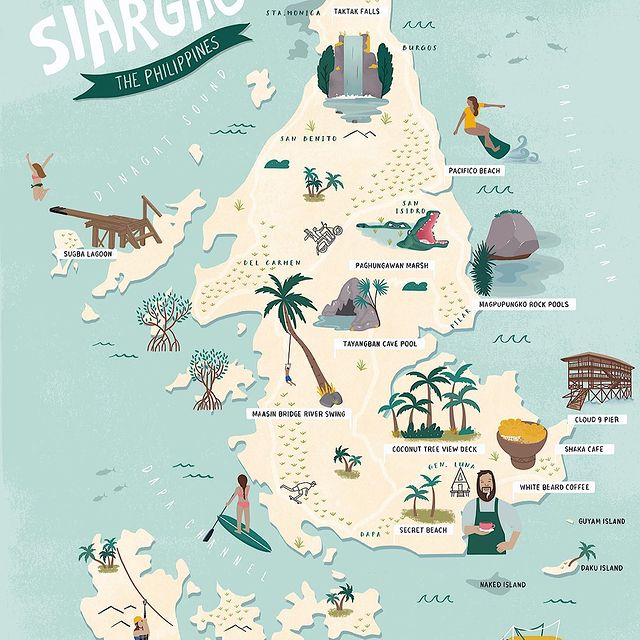 SIARGAO
THE PHILIPPINES
STA.MONICA
TAKTAK FALLS
BURGOS
DINAGAT SOUND
PACIFIC OCEAN
SAN BENITO
PACIFICO BEACH
SAN
ISIDRO
SUGBA LAGOON
DEL CARMEN
PAGHUNGAWAN MARSH
MAGPUPUNGKO ROCK POOLS
PILAR
TAYANGBAN CAVE POOL
MAASIN BRIDGE RIVER SWING
CLOUD 9 PIER
COCONUT TREE VIEW DECK
SHAKA CAFE
GEN. LUNA
WHITE BEARD COFFEE
DAPA CHANNEL
SECRET BEACH
DAPA
GUYAM ISLAND
DAKU ISLAND
NAKED ISLAND